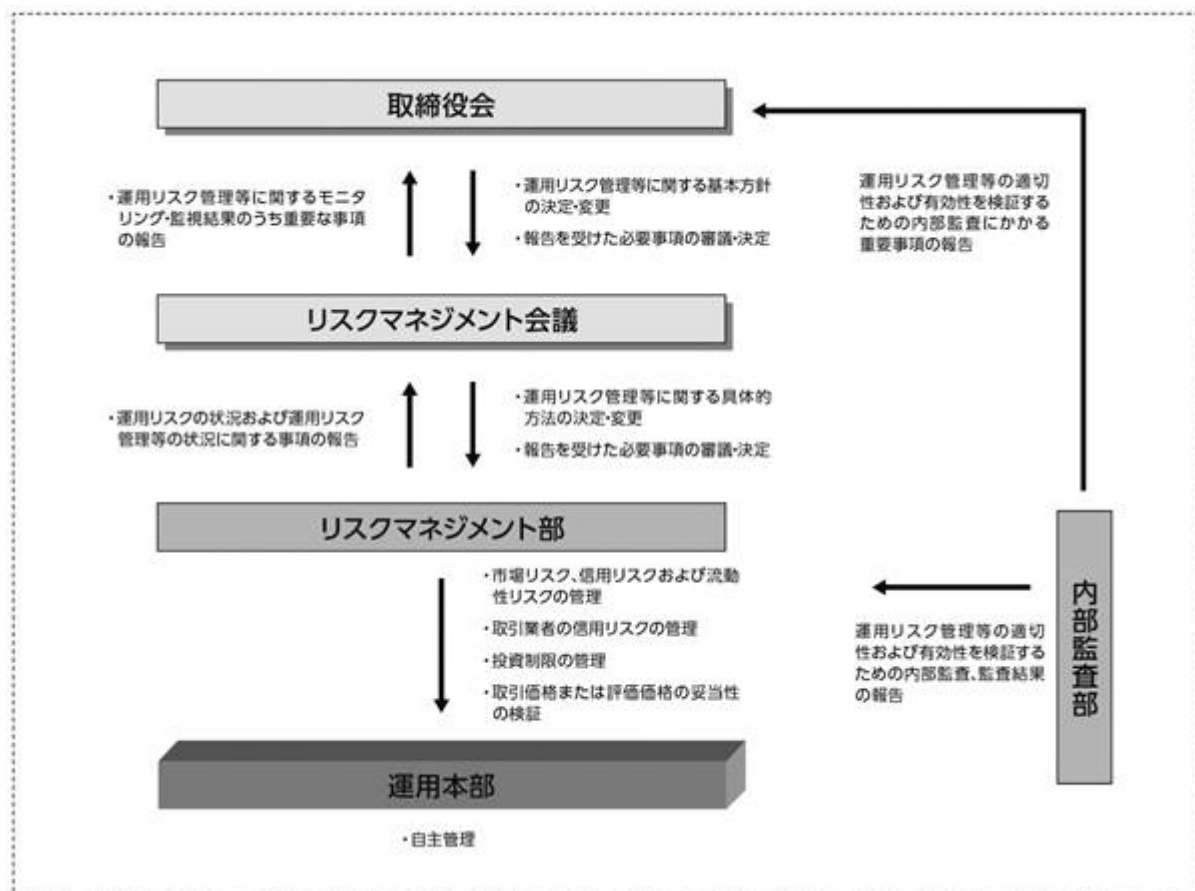 取締役会
・運用リスク管理等に関するモニタ
リング・監視結果のうち重要な事項
の報告
・運用リスク管理等に関する基本方針
の決定・変更
・報告を受けた必要事項の審議・決定
運用リスク管理等の適切
性および有効性を検証する
ための内部監査にかかる
重要事項の報告
リスクマネジメント会議
・運用リスクの状況および運用リスク
管理等の状況に関する事項の報告
・運用リスク管理等に関する具体的
方法の決定・変更
・報告を受けた必要事項の審議・決定
リスクマネジメント部
・市場リスク、信用リスクおよび流動
性リスクの管理
・取引業者の信用リスクの管理
・投資制限の管理
・取引価格または評価価格の妥当性
の検証
運用リスク管理等の適切
性および有効性を検証する
ための内部監査、監査結果
の報告
内部監査部
運用本部
・自主管理